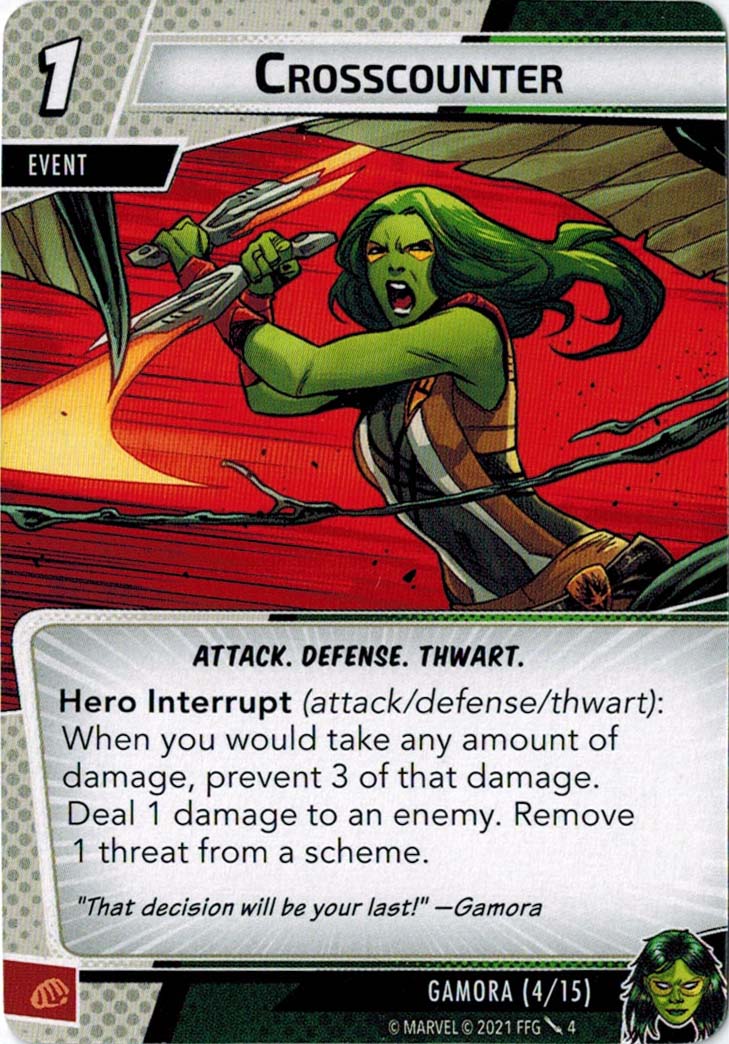 1
CROSSCOUNTER
EVENT
ATTACK. DEFENSE. THWART.
Hero Interrupt (attack/defense/thwart):
When you would take any amount of
damage, prevent 3 of that damage.
Deal 1 damage to an enemy. Remove
1 threat from a scheme.
"That decision will be your last!" —Gamora
GAMORA (4/15)
© MARVEL © 2021 FFG 4